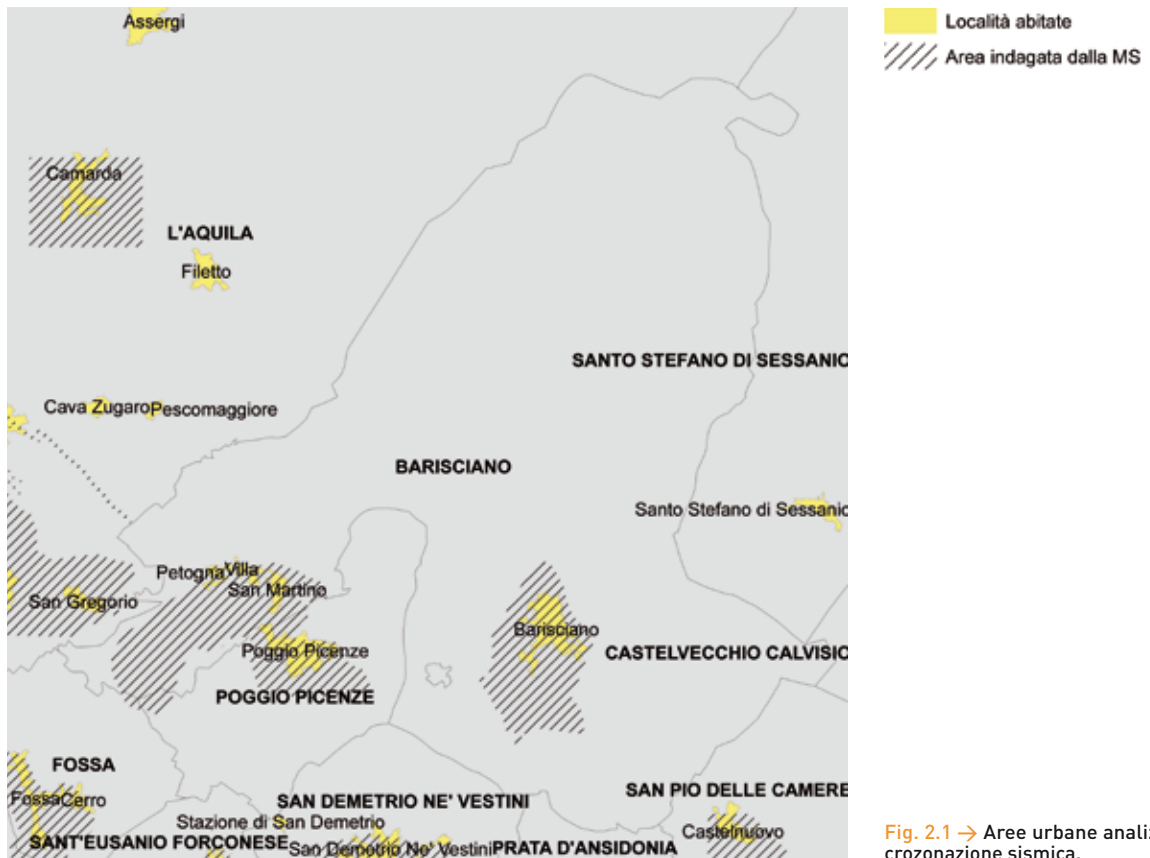 Assergi
Località abitate
Area indagata dalla MS
Camarda
L'AQUILA
Filetto
SANTO STEFANO DI SESSANIO
Cava Zugaro Pescomaggiore
BARISCIANO
Santo Stefano di Sessanio
Petogna Villa
San Martino
San Gregorio
Barisciano
Poggio Picenze
CASTELVECCHIO CALVISIO
POGGIO PICENZE
FOSSA
Fossa Cerro
SAN DEMETRIO NE' VESTINI
SAN PIO DELLE CAMERE
Stazione di San Demetrio
Castelnuovo
SANT'EUSANIO FORCONESE
San Demetrio Ne' Vestini
PRATA D'ANSIDONIA
Fig. 2.1 → Aree urbane anali
crozonazione sismica.